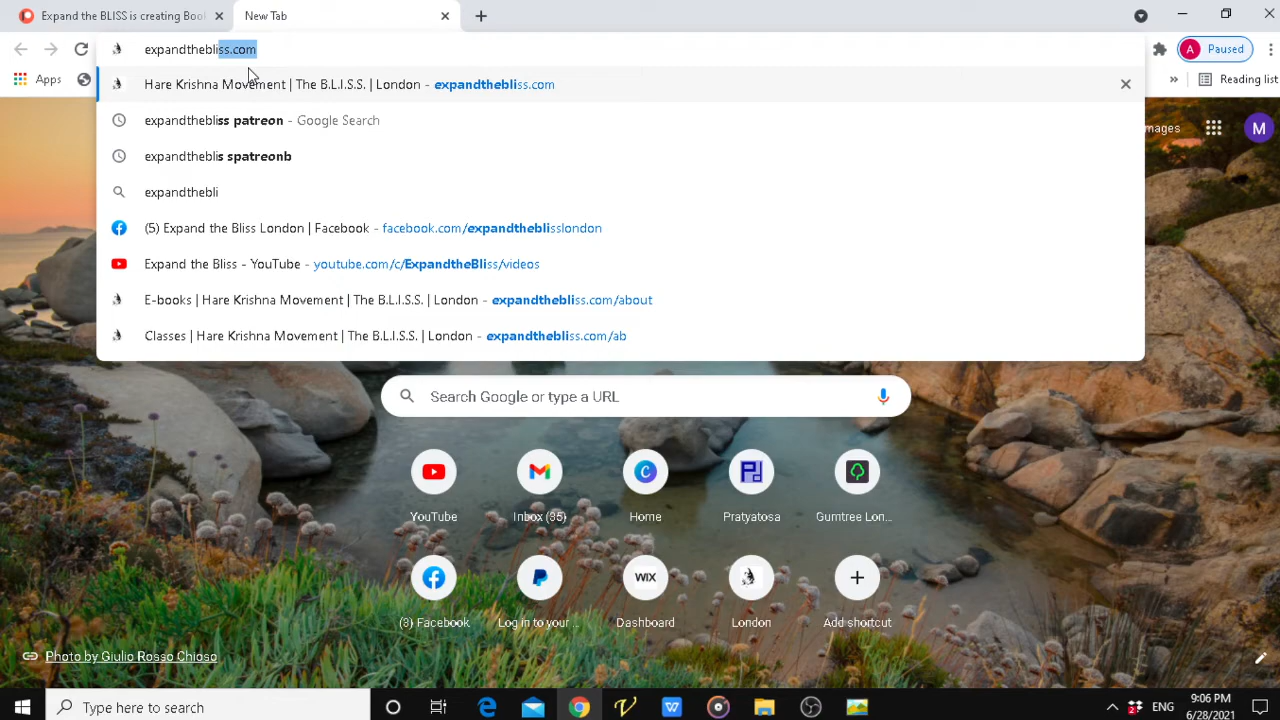 Expand the BLISS is creating Boo
New Tab
expandthebliss.com
Paused
A
Apps
Reading list
Hare Krishna Movement | The B.L.I.S.S. | London - expandthebliss.com
expandthebliss patreon - Google Search
expandtheblis spatreonb
expandthebli
(5) Expand the Bliss London | Facebook - facebook.com/expandtheblisslondon
Expand the Bliss - YouTube - youtube.com/c/ExpandtheBliss/videos
E-books | Hare Krishna Movement | The B.L.I.S.S. | London - expandthebliss.com/about
Classes | Hare Krishna Movement | The B.L.I.S.S. | London - expandthebliss.com/ab
mages
M
Search Google or type a URL
YouTube
Inbox (35)
Home
Pratyatosa
Gumtree Lon...
WIX
(3) Facebook
Log in to your ...
Dashboard
London
Add shortcut
Photo by Giulio Rosso Chioso
Type here to search
ENG
9:06 PM
6/28/2021